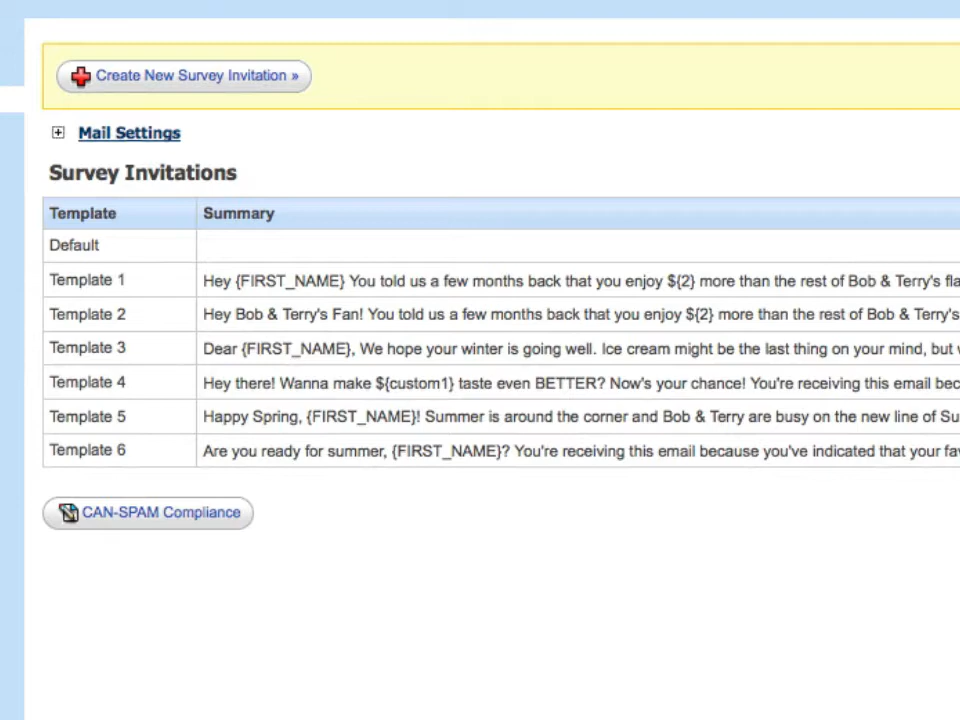 Create New Survey Invitation »
Mail Settings
Survey Invitations
Template Summary
Default
Template 1 Hey {FIRST_NAME} You told us a few months back that you enjoy ${2} more than the rest of Bob & Terry's
Template 2 Hey Bob & Terry's Fan! You told us a few months back that you enjoy ${2} more than the rest of Bob & Terry's
Template 3 Dear {FIRST_NAME}, We hope your winter is going well. Ice cream might be the last thing on your mind, but
Template 4 Hey there! Wanna make ${custom1} taste even BETTER? Now's your chance! You're receiving this email
Template 5 Happy Spring, {FIRST_NAME}! Summer is around the corner and Bob & Terry are busy on the new line of
Template 6 Are you ready for summer, {FIRST_NAME}? You're receiving this email because you've indicated that your
CAN-SPAM Compliance